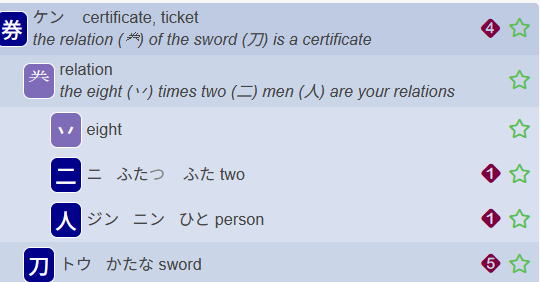 券 ケン certificate, ticket 4
the relation (龹) of the sword (刀) is a certificate
龹 relation
the eight (丷) times two (二) men (人) are your relations
丷 eight
二 ニ ふたつ ふた two 1
人 ジン ニン ひと person 1
刀 トウ かたな sword 5